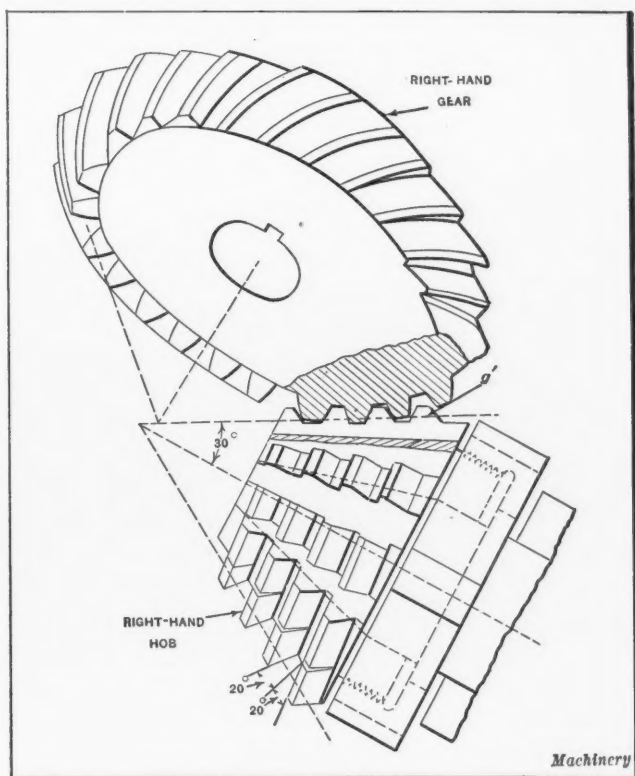 RIGHT-HAND
GEAR
g'
30°
RIGHT-HAND
HOB
20°
20°
Machinery